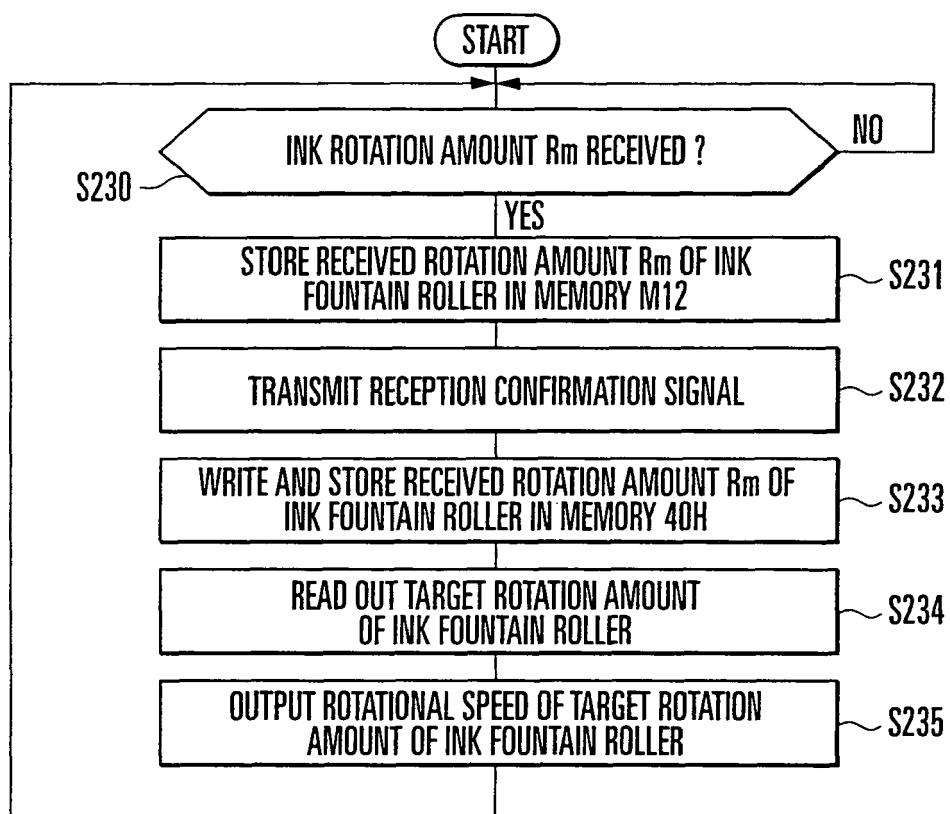 START
INK ROTATION AMOUNT Rm RECEIVED ?
NO
S230
YES
STORE RECEIVED ROTATION AMOUNT Rm OF INK
FOUNTAIN ROLLER IN MEMORY M12
S231
TRANSMIT RECEPTION CONFIRMATION SIGNAL
S232
WRITE AND STORE RECEIVED ROTATION AMOUNT Rm OF
INK FOUNTAIN ROLLER IN MEMORY 40H
S233
READ OUT TARGET ROTATION AMOUNT
OF INK FOUNTAIN ROLLER
S234
OUTPUT ROTATIONAL SPEED OF TARGET ROTATION
AMOUNT OF INK FOUNTAIN ROLLER
S235